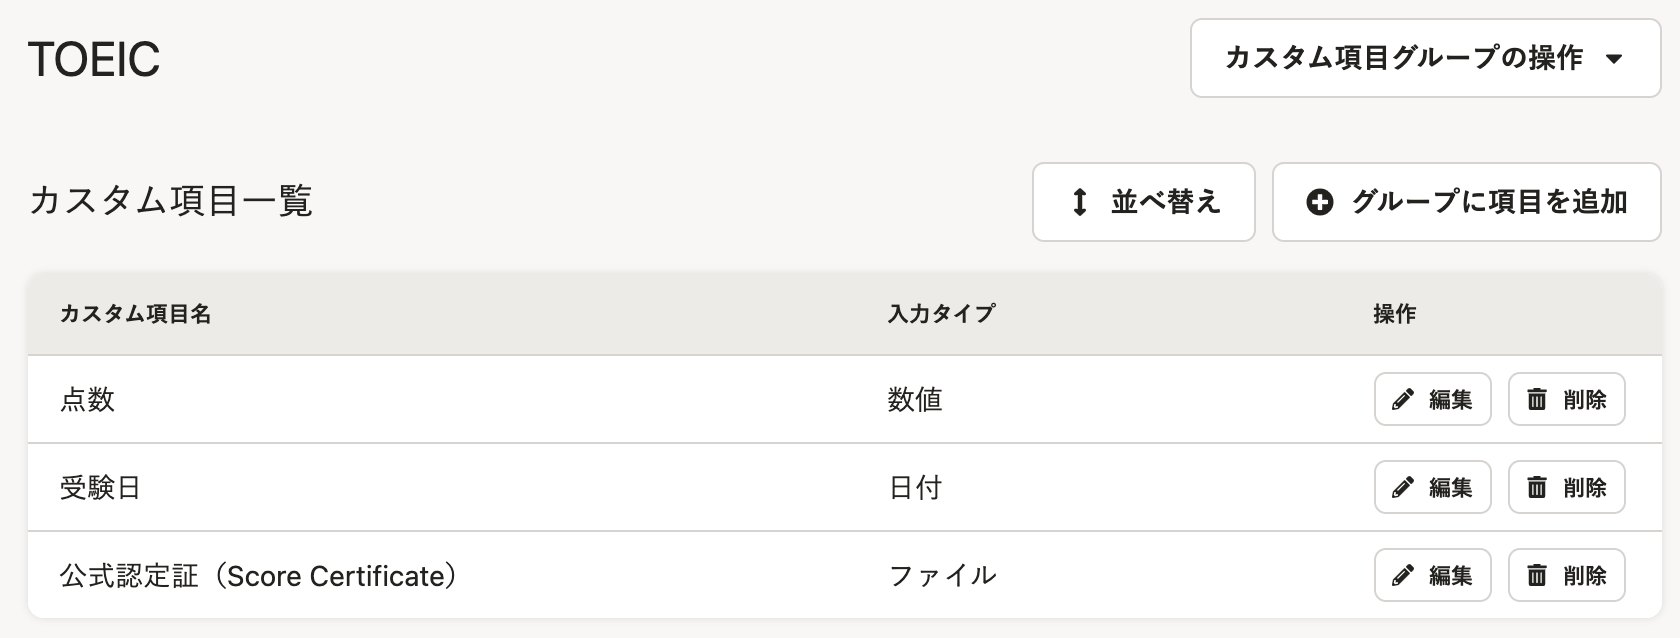 TOEIC
カスタム項目グループの操作
カスタム項目一覧
並べ替え
グループに項目を追加
カスタム項目名 入力タイプ 操作
点数 数値 編集 削除
受験日 日付 編集 削除
公式認定証（Score Certificate） ファイル 編集 削除